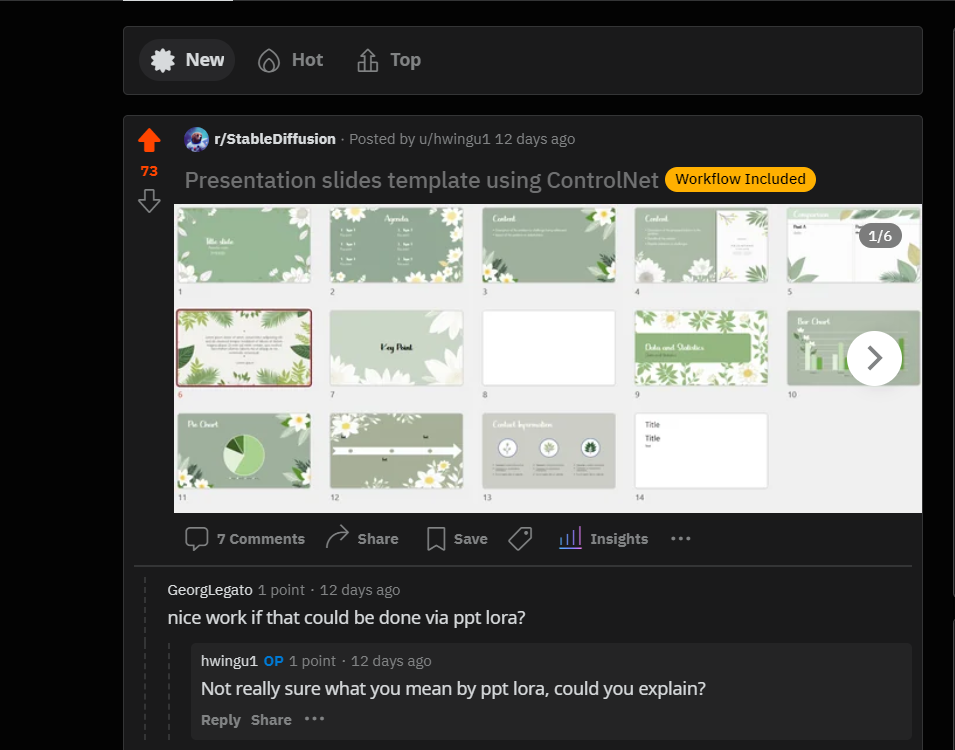 New Hot Top
r/StableDiffusion · Posted by u/hwingu1 12 days ago
73
Presentation slides template using ControlNet Workflow Included
1/6
Title slide
Agenda
Content
Content
Comparison
1 2 3 4 5
Key Point
Data and Statistics
Bar Chart
6 7 8 9 10
Pie Chart
Contact Information
Title
Title
11 12 13 14
7 Comments Share Save Insights
GeorgLegato 1 point · 12 days ago
nice work if that could be done via ppt lora?
hwingu1 OP 1 point · 12 days ago
Not really sure what you mean by ppt lora, could you explain?
Reply Share